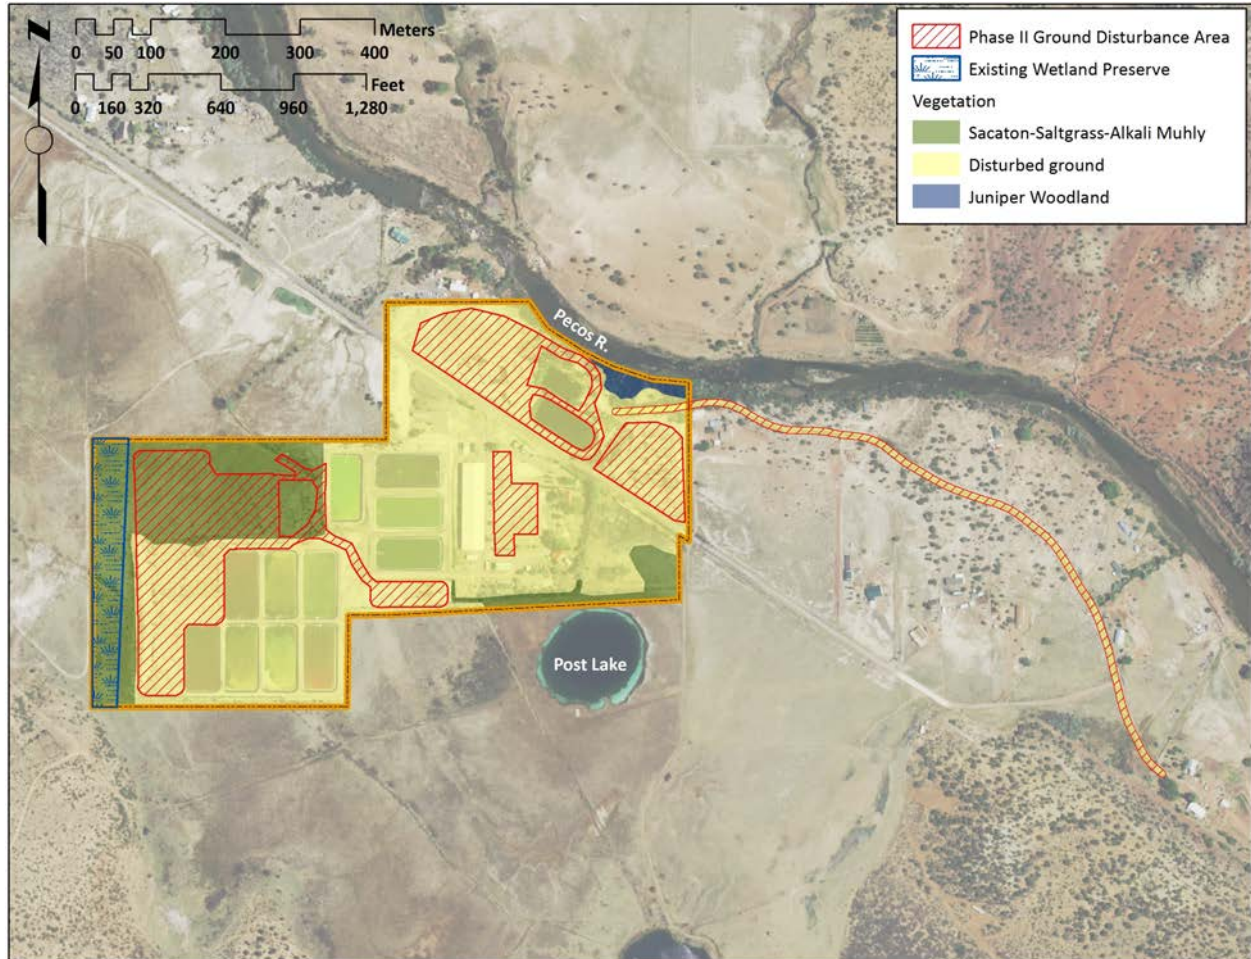 N
Meters
0 50 100 200 300 400
Feet
0 160 320 640 960 1,280
Phase II Ground Disturbance Area
Existing Wetland Preserve
Vegetation
Sacaton-Saltgrass-Alkali Muhly
Disturbed ground
Juniper Woodland
Pecos R.
Post Lake